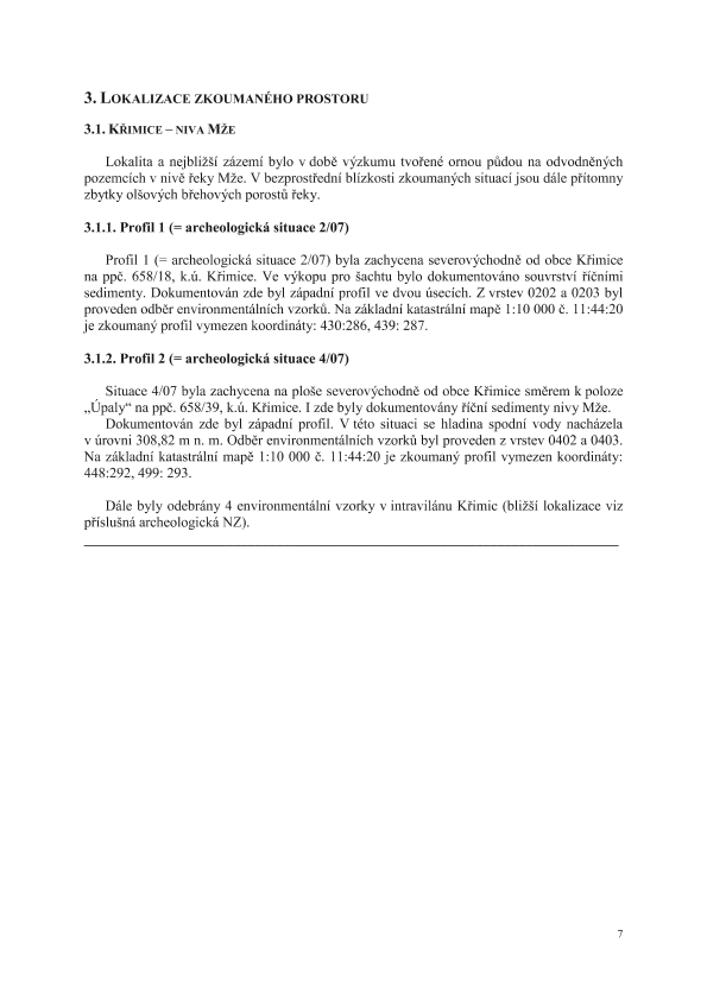 3. LOKALIZACE ZKOUMANÉHO PROSTORU
3.1. KŘIMICE – NIVA MŽE
Lokalita a nejbližší zázemí bylo v době výzkumu tvořené ornou půdou na odvodněných
pozemcích v nivě řeky Mže. V bezprostřední blízkosti zkoumaných situací jsou dále přítomny
zbytky olšových břehových porostů řeky.
3.1.1. Profil 1 (= archeologická situace 2/07)
Profil 1 (= archeologická situace 2/07) byla zachycena severovýchodně od obce Křimice
na ppč. 658/18, k.ú. Křimice. Ve výkopu pro šachtu bylo dokumentováno souvrství říčními
sedimenty. Dokumentován zde byl západní profil ve dvou úsecích. Z vrstev 0202 a 0203 byl
proveden odběr environmentálních vzorků. Na základní katastrální mapě 1:10 000 č. 11:44:20
je zkoumaný profil vymezen koordináty: 430:286, 439: 287.
3.1.2. Profil 2 (= archeologická situace 4/07)
Situace 4/07 byla zachycena na ploše severovýchodně od obce Křimice směrem k poloze
„Úpaly“ na ppč. 658/39, k.ú. Křimice. I zde byly dokumentovány říční sedimenty nivy Mže.
Dokumentován zde byl západní profil. V této situaci se hladina spodní vody nacházela
v úrovni 308,82 m n. m. Odběr environmentálních vzorků byl proveden z vrstev 0402 a 0403.
Na základní katastrální mapě 1:10 000 č. 11:44:20 je zkoumaný profil vymezen koordináty:
448:292, 499: 293.
Dále byly odebrány 4 environmentální vzorky v intravilánu Křimic (bližší lokalizace viz
příslušná archeologická NZ).
7